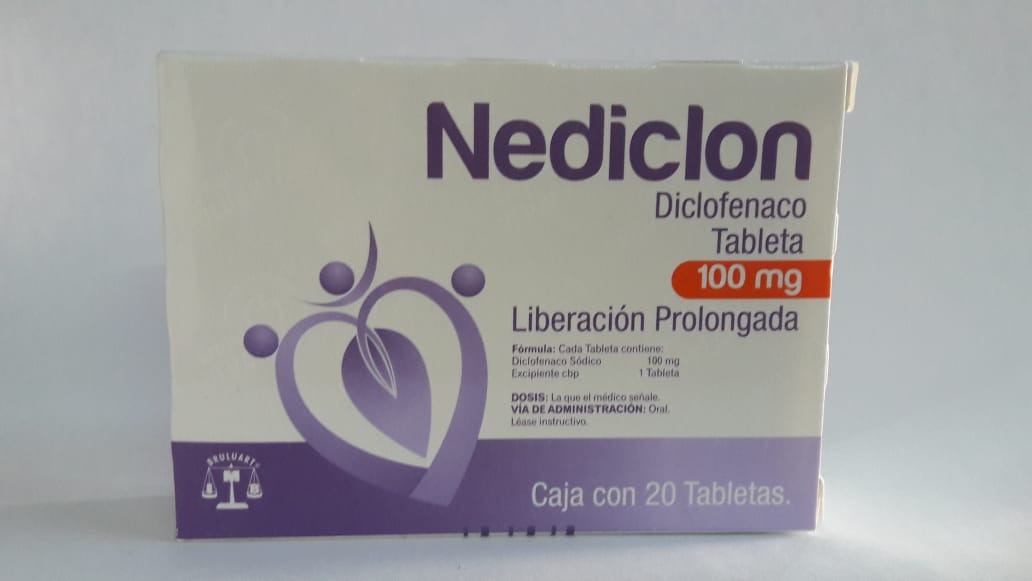 Nediclon
Diclofenaco
Tableta
100 mg
Liberación Prolongada
Fórmula: Cada Tableta contiene:
Diclofenaco Sódico 100 mg
Excipiente cbp 1 Tableta
DOSIS: La que el médico señale.
VÍA DE ADMINISTRACIÓN: Oral.
Léase instructivo.
BRULUART
Caja con 20 Tabletas.